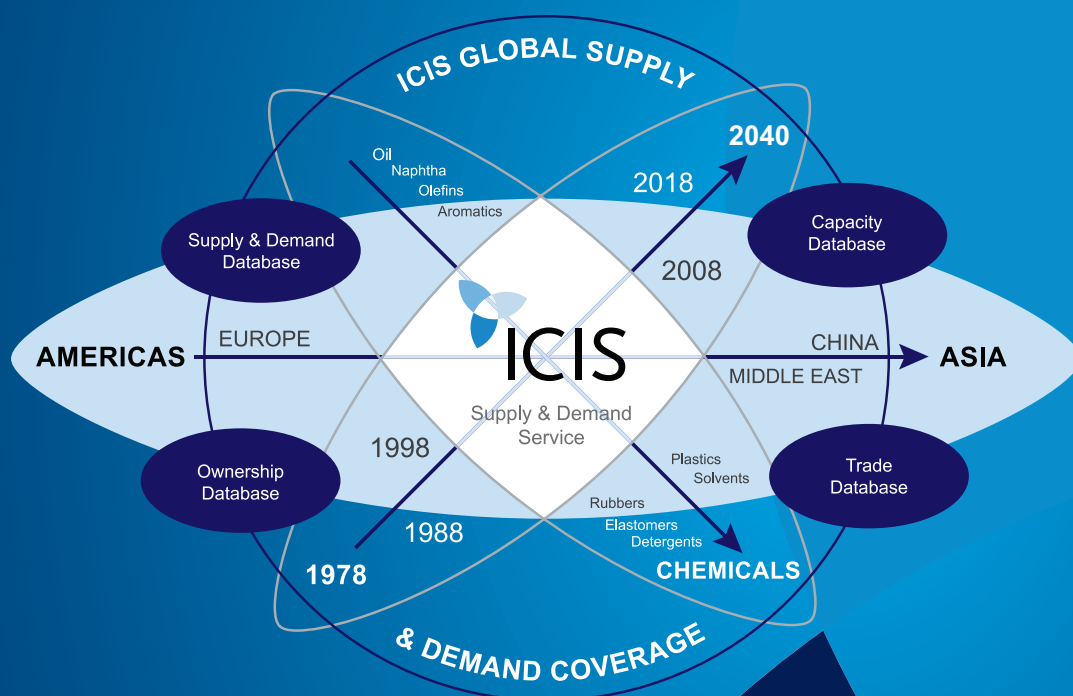 ICIS GLOBAL SUPPLY
2040
Oil
Naphtha
Olefins
Aromatics
2018
2008
Supply & Demand
Database
Capacity
Database
AMERICAS
EUROPE
ICIS
Supply & Demand
Service
CHINA
MIDDLE EAST
ASIA
1998
1988
1978
Ownership
Database
Plastics
Solvents
Rubbers
Elastomers
Detergents
CHEMICALS
Trade
Database
& DEMAND COVERAGE